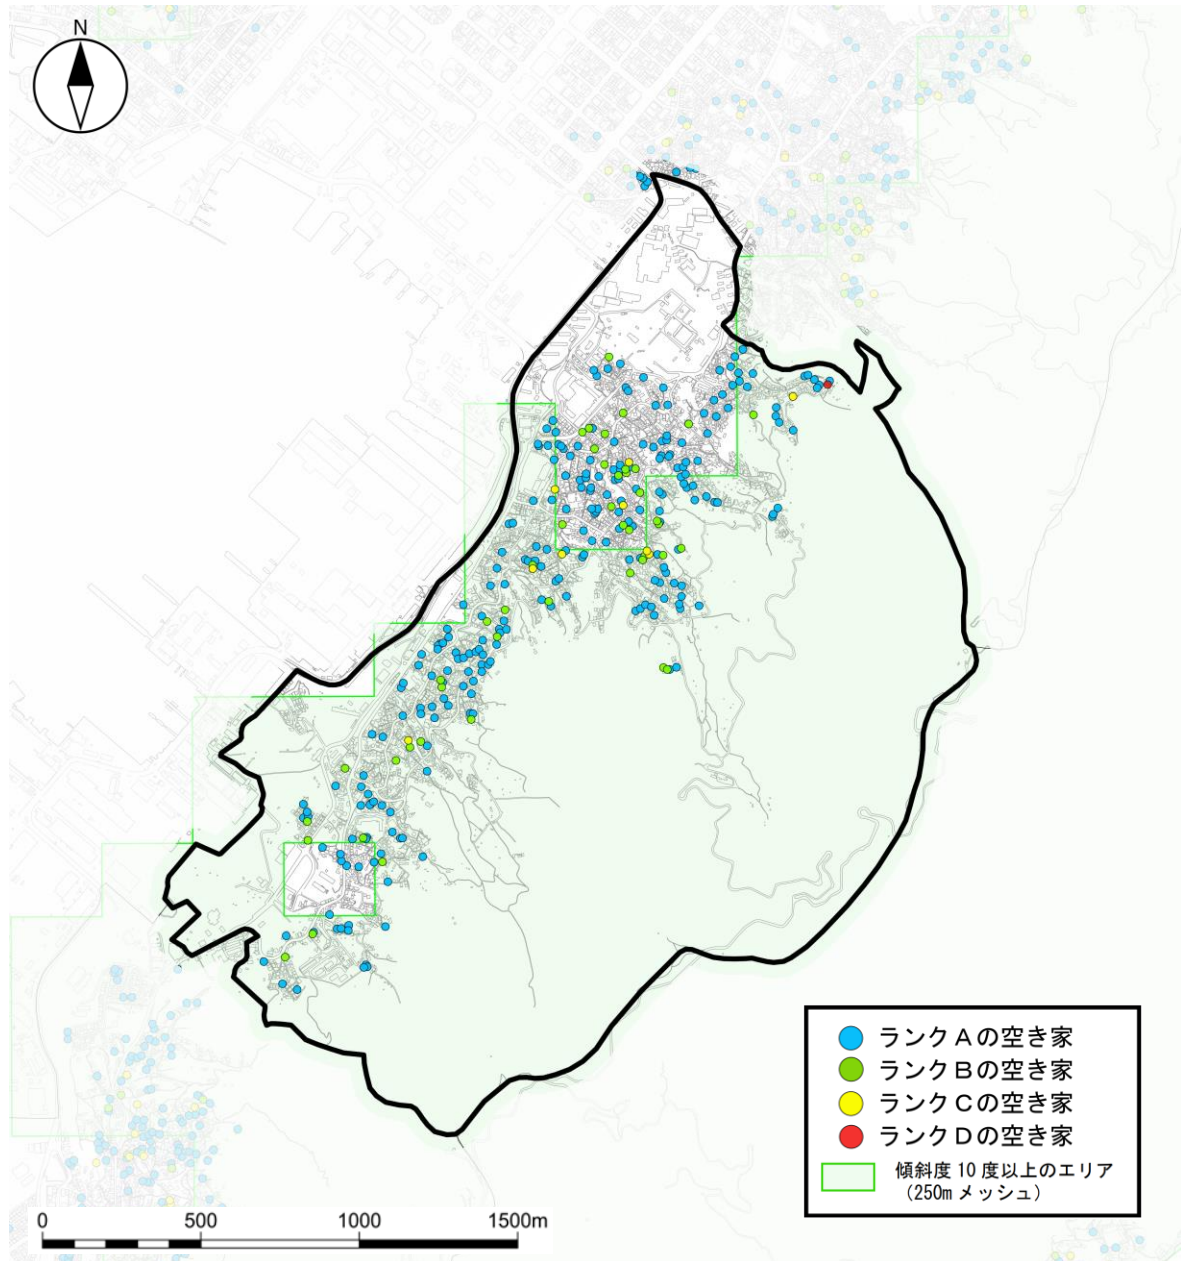 N
ランクAの空き家
ランクBの空き家
ランクCの空き家
ランクDの空き家
傾斜度 10 度以上のエリア
(250m メッシュ)
0 500 1000 1500m